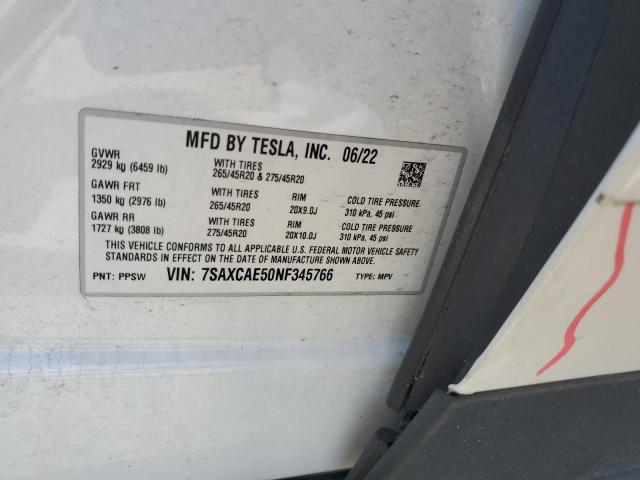 MFD BY TESLA, INC. 06/22
GVWR
2929 kg (6459 lb)
WITH TIRES
265/45R20 & 275/45R20
GAWR FRT
1350 kg (2976 lb)
WITH TIRES
265/45R20
RIM
20X9.0J
COLD TIRE PRESSURE
310 kPa, 45 psi
GAWR RR
1727 kg (3808 lb)
WITH TIRES
275/45R20
RIM
20X10.0J
COLD TIRE PRESSURE
310 kPa, 45 psi
THIS VEHICLE CONFORMS TO ALL APPLICABLE U.S. FEDERAL MOTOR VEHICLE SAFETY
STANDARDS IN EFFECT ON THE DATE OF MANUFACTURE SHOWN ABOVE.
PNT: PPSW VIN: 7SAXCAE50NF345766 TYPE: MPV